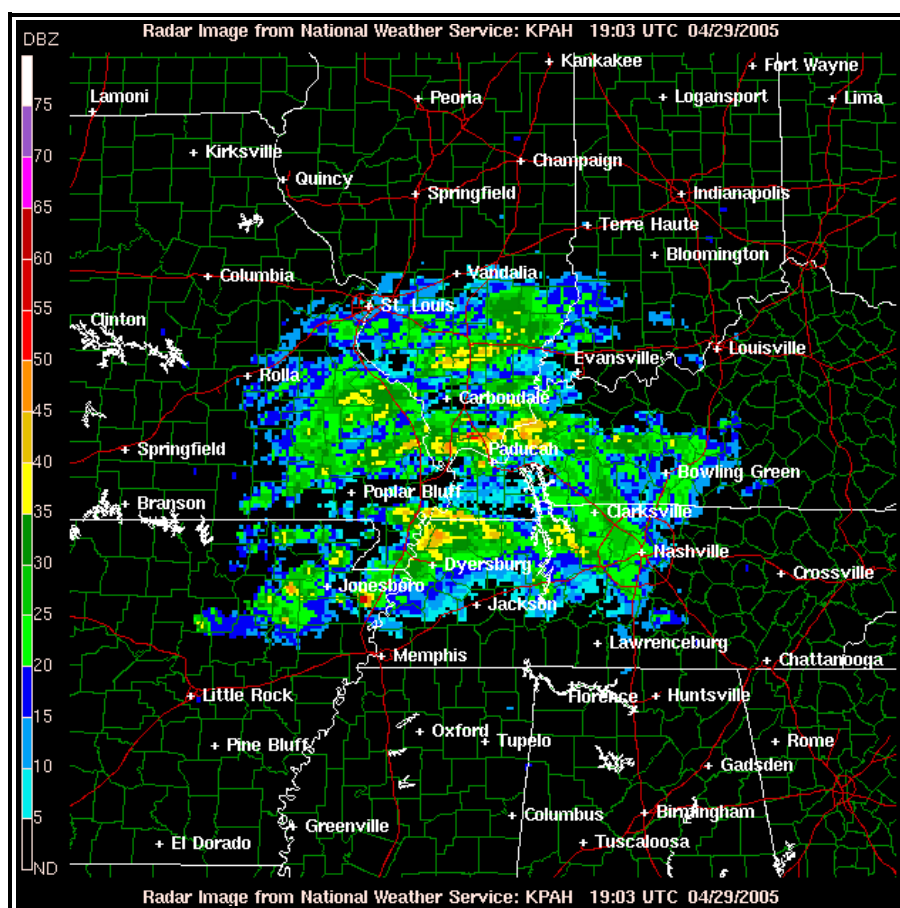 Radar Image from National Weather Service: KPAH 19:03 UTC 04/29/2005
DBZ
Kankakee
Fort Wayne
Lamoni
Peoria
Logansport
Lima
75
Kirksville
Champaign
70
Quincy
Springfield
Indianapolis
65
Terre Haute
Bloomington
60
Columbia
Vandalia
55
St. Louis
Clinton
Louisville
50
Evansville
Rolla
45
Carbondale
Springfield
Paducah
40
Bowling Green
Poplar Bluff
Branson
35
Clarksville
Nashville
30
Dyersburg
Crossville
Jonesboro
25
Jackson
Lawrenceburg
20
Memphis
Chattanooga
Little Rock
Florence
Huntsville
15
Oxford
Tupelo
Pine Bluff
Rome
10
Gadsden
5
Columbus
Birmingham
Greenville
El Dorado
Tuscaloosa
ND
Radar Image from National Weather Service: KPAH 19:03 UTC 04/29/2005